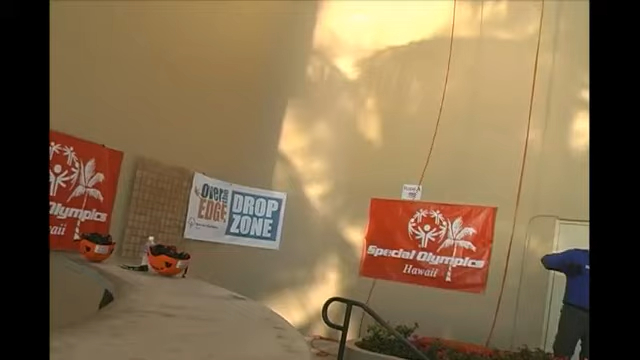 Olympics
aii
Over
the
EDGE
DROP
ZONE
Special Olympics
Hawaii